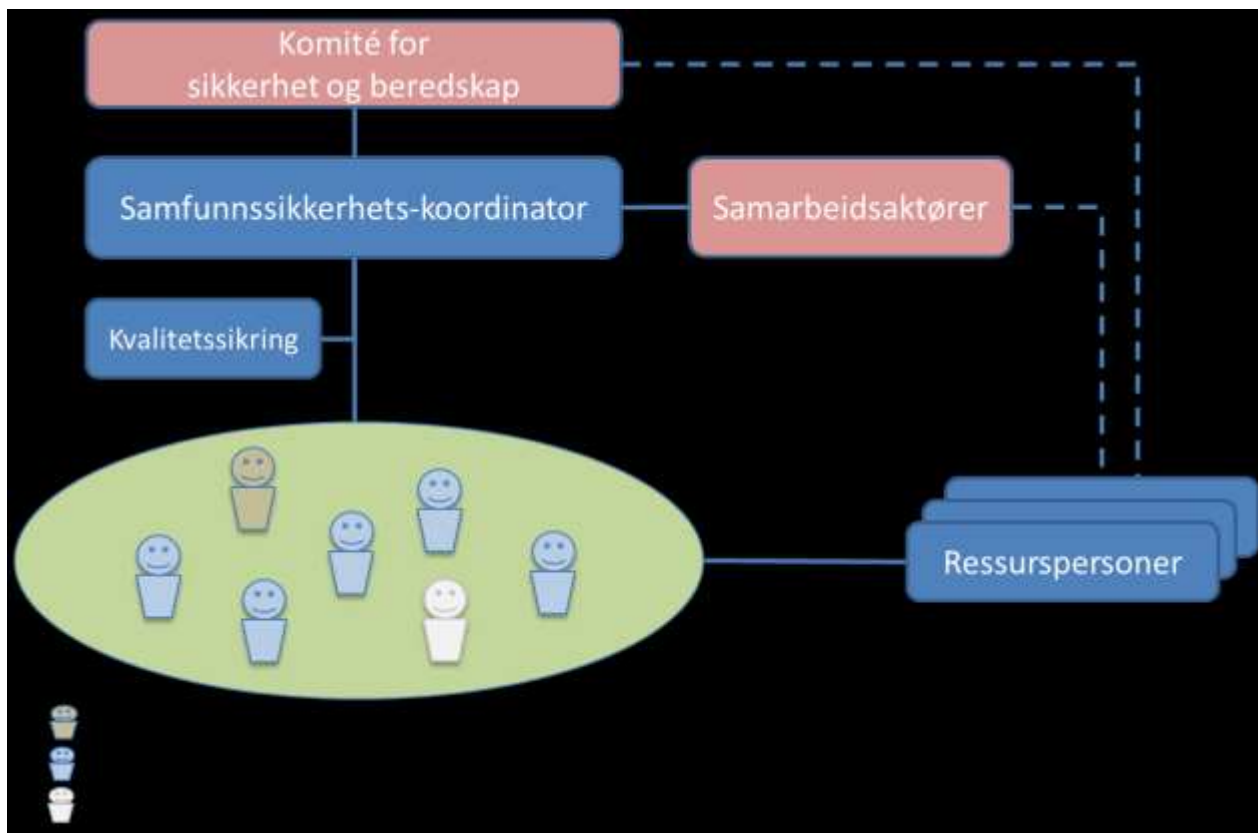 Komité for
sikkerhet og beredskap
Samfunnssikkerhets-koordinator
Samarbeidsaktører
Kvalitetssikring
Ressurspersoner